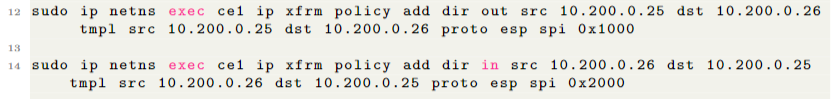 12 sudo ip netns exec ce1 ip xfrm policy add dir out src 10.200.0.25 dst 10.200.0.26
tmpl src 10.200.0.25 dst 10.200.0.26 proto esp spi 0x1000
13
14 sudo ip netns exec ce1 ip xfrm policy add dir in src 10.200.0.26 dst 10.200.0.25
tmpl src 10.200.0.26 dst 10.200.0.25 proto esp spi 0x2000